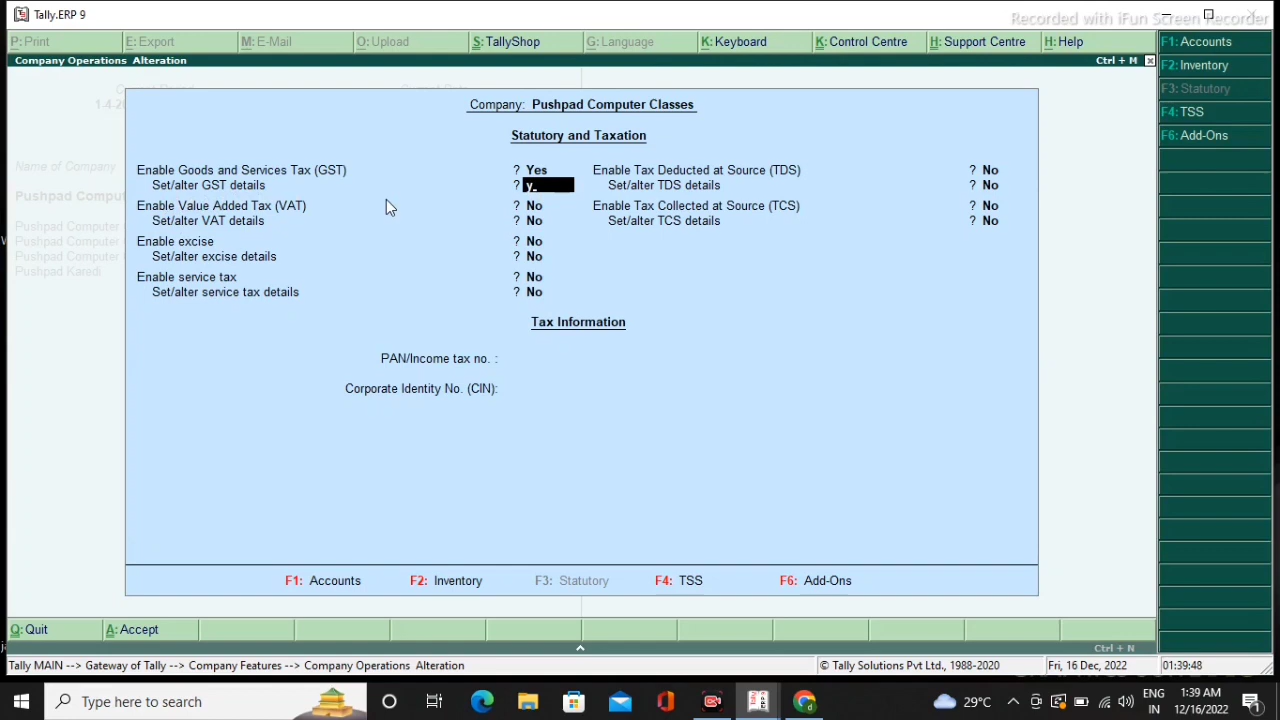 Tally.ERP 9
Recorded with iFun Screen Recorder
P: Print E: Export M: E-Mail O: Upload S: TallyShop G: Language K: Keyboard K: Control Centre H: Support Centre H: Help
F1: Accounts
F2: Inventory
F3: Statutory
F4: TSS
F6: Add-Ons
Company Operations Alteration Ctrl + M
Name of Company
Pushpad Comput
Pushpad Computer
Pushpad Computer
Pushpad Computer
Pushpad Karedi
Company: Pushpad Computer Classes
Statutory and Taxation
Enable Goods and Services Tax (GST) ? Yes Enable Tax Deducted at Source (TDS) ? No
Set/alter GST details ? y Set/alter TDS details ? No
Enable Value Added Tax (VAT) ? No Enable Tax Collected at Source (TCS) ? No
Set/alter VAT details ? No Set/alter TCS details ? No
Enable excise ? No
Set/alter excise details ? No
Enable service tax ? No
Set/alter service tax details ? No
Tax Information
PAN/Income tax no. :
Corporate Identity No. (CIN):
F1: Accounts F2: Inventory F3: Statutory F4: TSS F6: Add-Ons
Q: Quit A: Accept
Ctrl + N
Tally MAIN --> Gateway of Tally --> Company Features --> Company Operations Alteration © Tally Solutions Pvt Ltd., 1988-2020 Fri, 16 Dec, 2022 01:39:48
Type here to search 29°C ENG IN 1:39 AM 12/16/2022